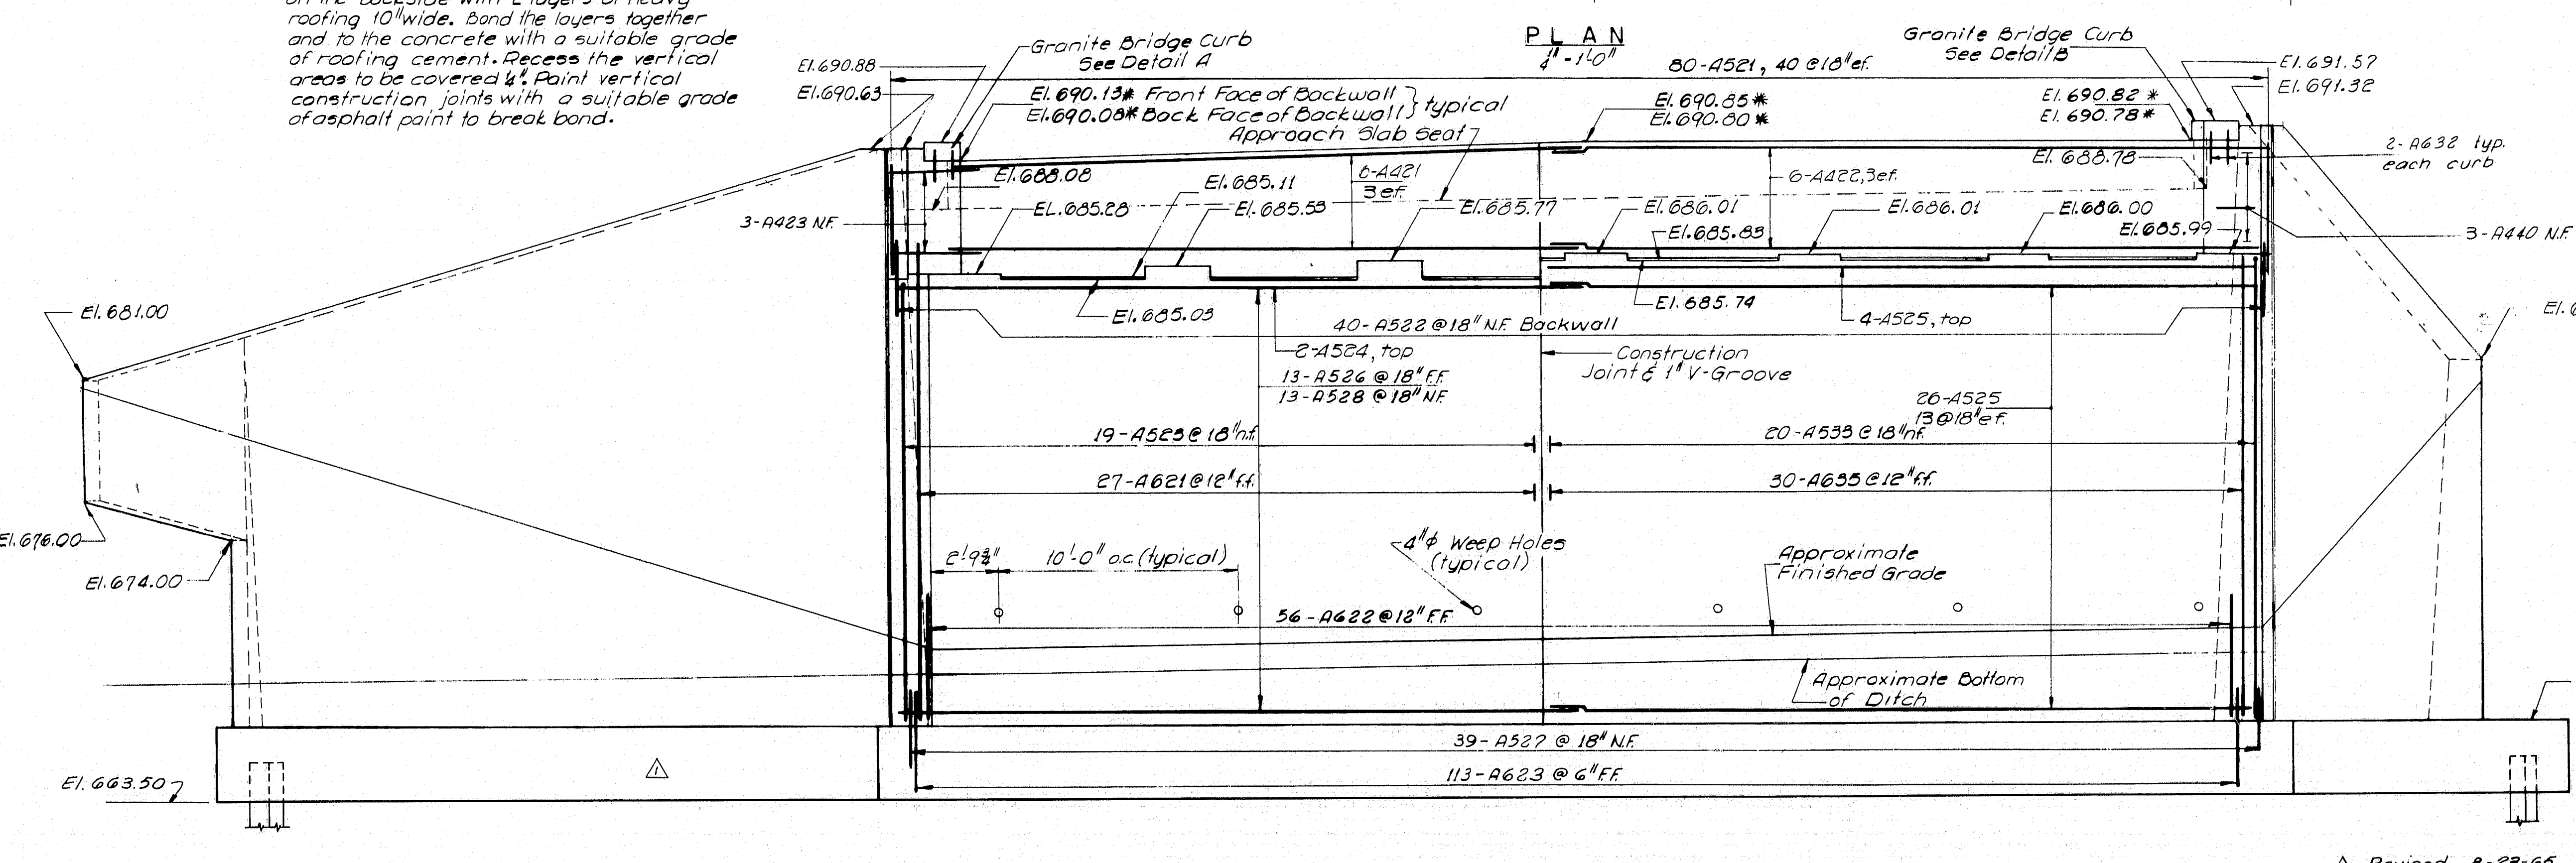 roofing 10" wide. Bond the layers together
and to the concrete with a suitable grade
of roofing cement. Recess the vertical
areas to be covered ¼". Paint vertical
construction joints with a suitable grade
of asphalt paint to break bond.
PLAN
¼" - 1'-0"
Granite Bridge Curb
See Detail A
Granite Bridge Curb
See Detail B
El. 690.88
El. 690.63
80-A521, 40 @ 18" ef.
El. 691.57
El. 691.32
El. 690.13* Front Face of Backwall } typical
El. 690.08* Back Face of Backwall }
Approach Slab Seat
El. 690.85*
El. 690.80*
El. 690.82*
El. 690.78*
2-A632 typ.
each curb
El. 688.08
El. 685.11
6-A421
3ef.
6-A422, 3ef.
El. 688.78
3-A423 N.F.
EL. 685.28
El. 685.53
El. 685.77
El. 686.01
El. 685.83
El. 686.01
El. 686.00
El. 685.99
3-A440 N.F.
El. 681.00
El. 685.03
El. 685.74
40-A522 @ 18" N.F. Backwall
4-A525, top
2-A524, top
13-A526 @ 18" F.F.
13-A528 @ 18" N.F.
Construction
Joint & 1" V-Groove
26-A525
13 @ 18" ef.
19-A523 @ 18" n.f.
20-A533 @ 18" nf.
27-A621 @ 12" f.f.
30-A635 @ 12" f.f.
El. 676.00
El. 674.00
2'-9¾"
10'-0" o.c. (typical)
4" ϕ Weep Holes
(typical)
Approximate
Finished Grade
56-A622 @ 12" F.F.
Approximate Bottom
of Ditch
39-A527 @ 18" N.F.
113-A623 @ 6" F.F.
El. 663.50
1